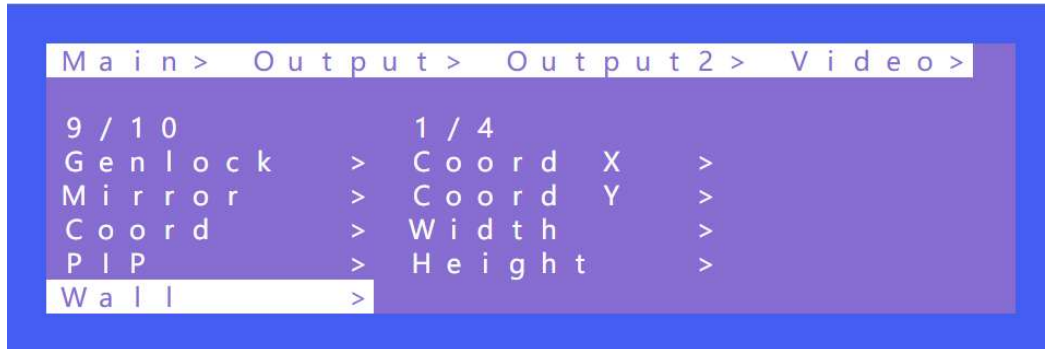 Main> Output> Output2> Video>
9/10 1/4
Genlock > Coord X >
Mirror > Coord Y >
Coord > Width >
PIP > Height >
Wall >